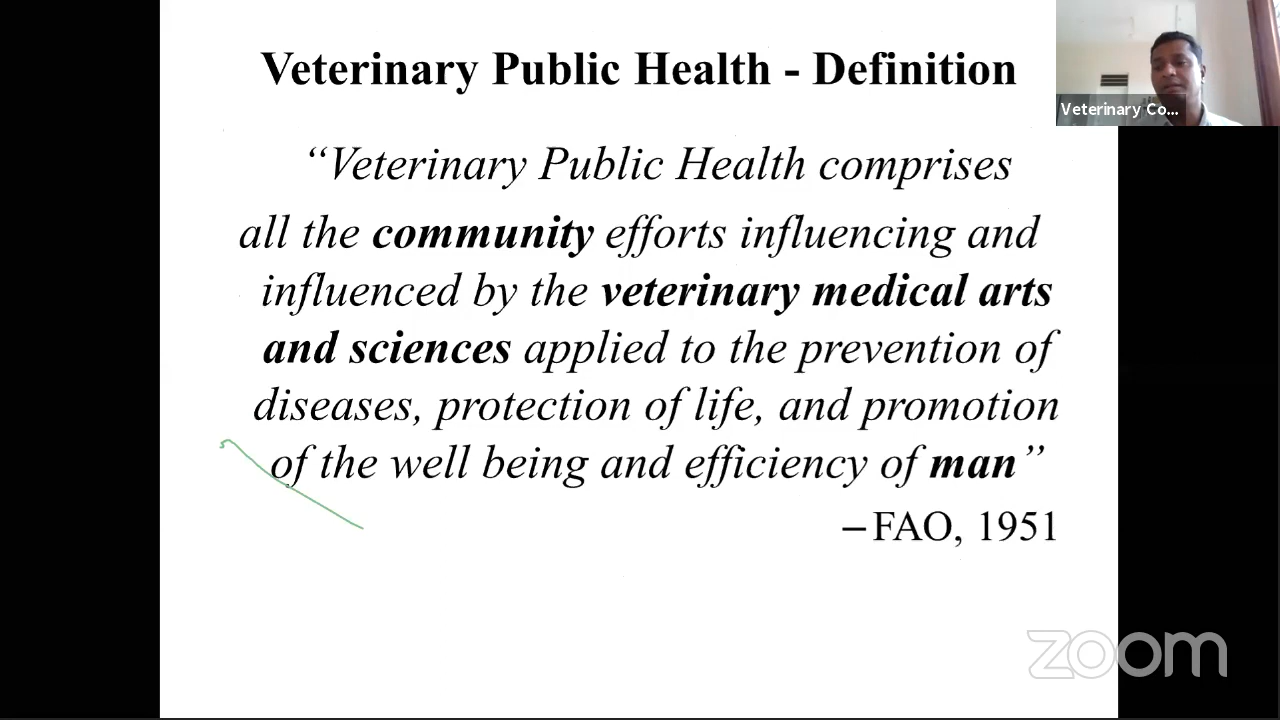 Veterinary Public Health - Definition
Veterinary Co...
“Veterinary Public Health comprises
all the community efforts influencing and
influenced by the veterinary medical arts
and sciences applied to the prevention of
diseases, protection of life, and promotion
of the well being and efficiency of man”
–FAO, 1951
zoom